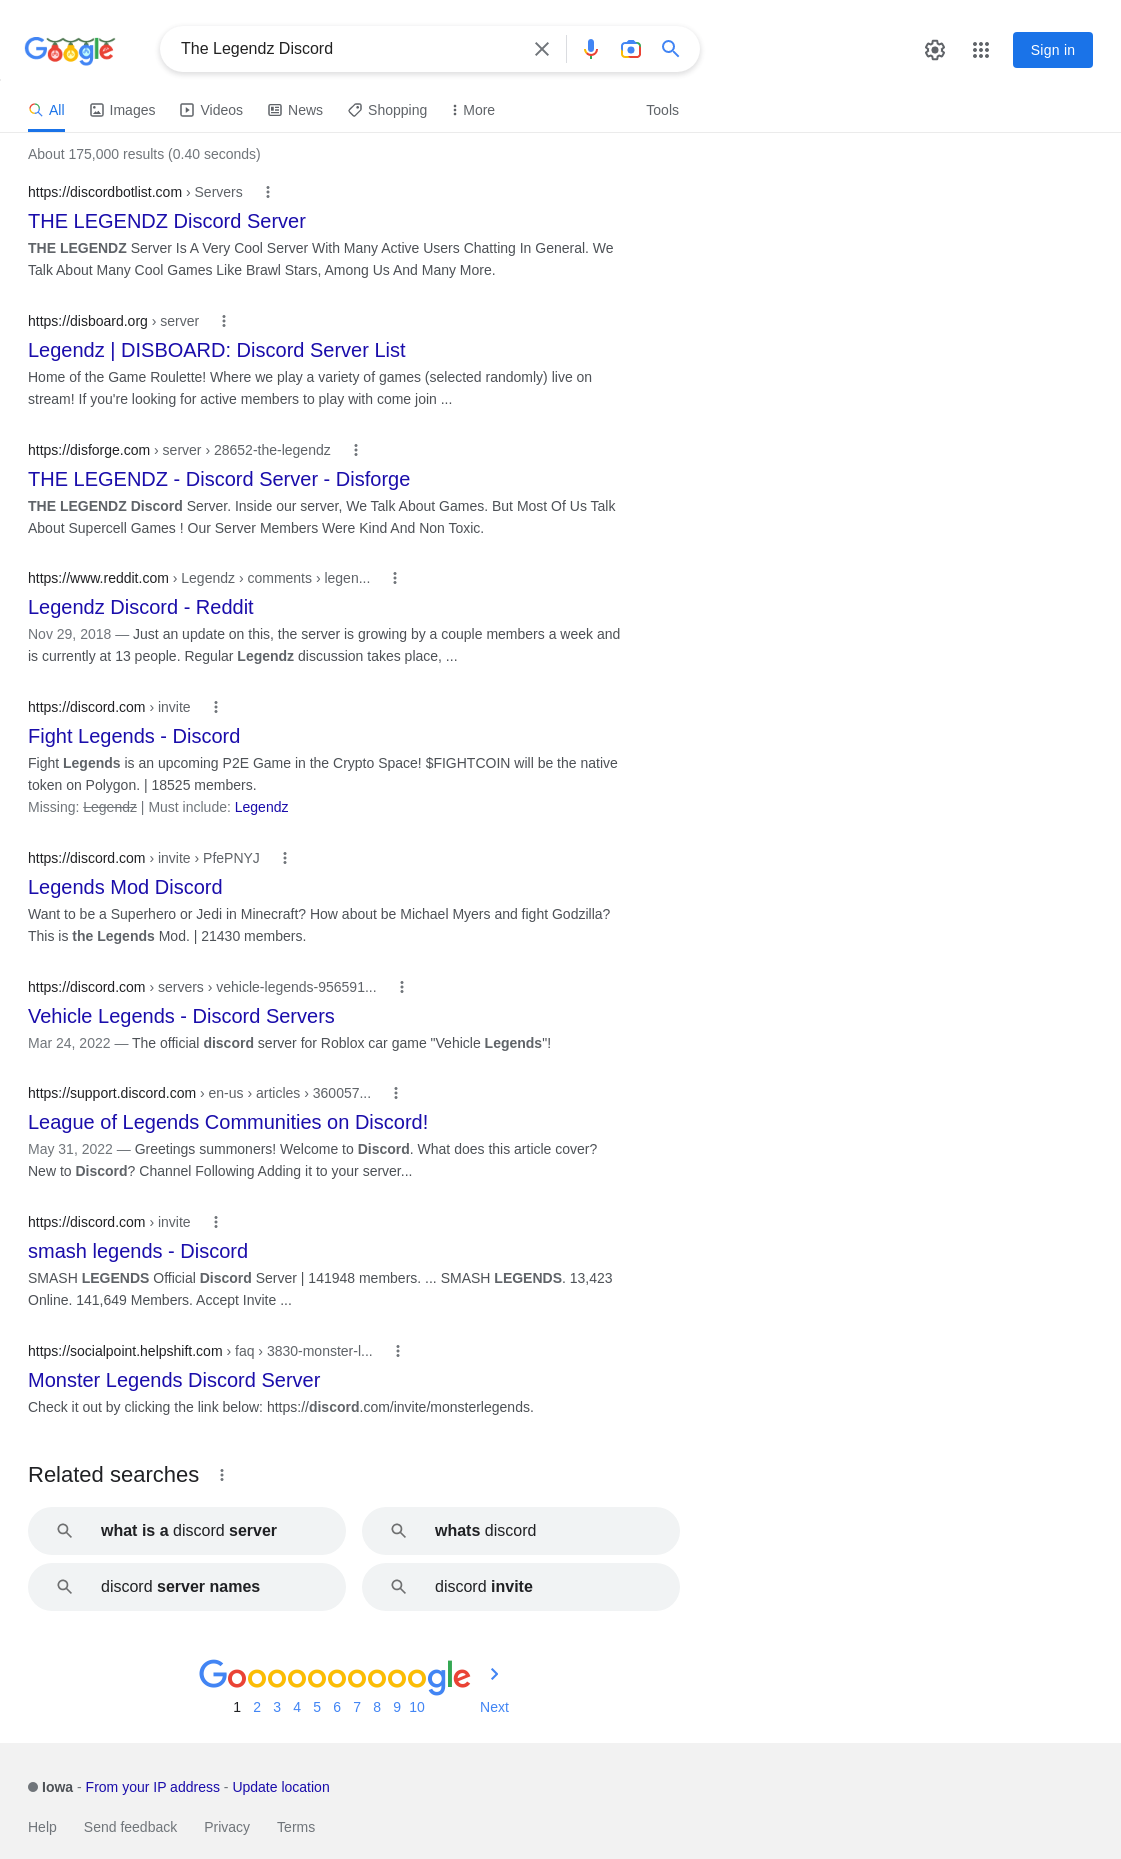 Google
The Legendz Discord
Sign in
All Images Videos News Shopping More Tools
About 175,000 results (0.40 seconds)
https://discordbotlist.com › Servers
THE LEGENDZ Discord Server
THE LEGENDZ Server Is A Very Cool Server With Many Active Users Chatting In General. We
Talk About Many Cool Games Like Brawl Stars, Among Us And Many More.
https://disboard.org › server
Legendz | DISBOARD: Discord Server List
Home of the Game Roulette! Where we play a variety of games (selected randomly) live on
stream! If you're looking for active members to play with come join ...
https://disforge.com › server › 28652-the-legendz
THE LEGENDZ - Discord Server - Disforge
THE LEGENDZ Discord Server. Inside our server, We Talk About Games. But Most Of Us Talk
About Supercell Games ! Our Server Members Were Kind And Non Toxic.
https://www.reddit.com › Legendz › comments › legen...
Legendz Discord - Reddit
Nov 29, 2018 — Just an update on this, the server is growing by a couple members a week and
is currently at 13 people. Regular Legendz discussion takes place, ...
https://discord.com › invite
Fight Legends - Discord
Fight Legends is an upcoming P2E Game in the Crypto Space! $FIGHTCOIN will be the native
token on Polygon. | 18525 members.
Missing: Legendz | Must include: Legendz
https://discord.com › invite › PfePNYJ
Legends Mod Discord
Want to be a Superhero or Jedi in Minecraft? How about be Michael Myers and fight Godzilla?
This is the Legends Mod. | 21430 members.
https://discord.com › servers › vehicle-legends-956591...
Vehicle Legends - Discord Servers
Mar 24, 2022 — The official discord server for Roblox car game "Vehicle Legends"!
https://support.discord.com › en-us › articles › 360057...
League of Legends Communities on Discord!
May 31, 2022 — Greetings summoners! Welcome to Discord. What does this article cover?
New to Discord? Channel Following Adding it to your server...
https://discord.com › invite
smash legends - Discord
SMASH LEGENDS Official Discord Server | 141948 members. ... SMASH LEGENDS. 13,423
Online. 141,649 Members. Accept Invite ...
https://socialpoint.helpshift.com › faq › 3830-monster-l...
Monster Legends Discord Server
Check it out by clicking the link below: https://discord.com/invite/monsterlegends.
Related searches
what is a discord server
whats discord
discord server names
discord invite
Goooooooooogle
1 2 3 4 5 6 7 8 9 10 Next
Iowa - From your IP address - Update location
Help Send feedback Privacy Terms